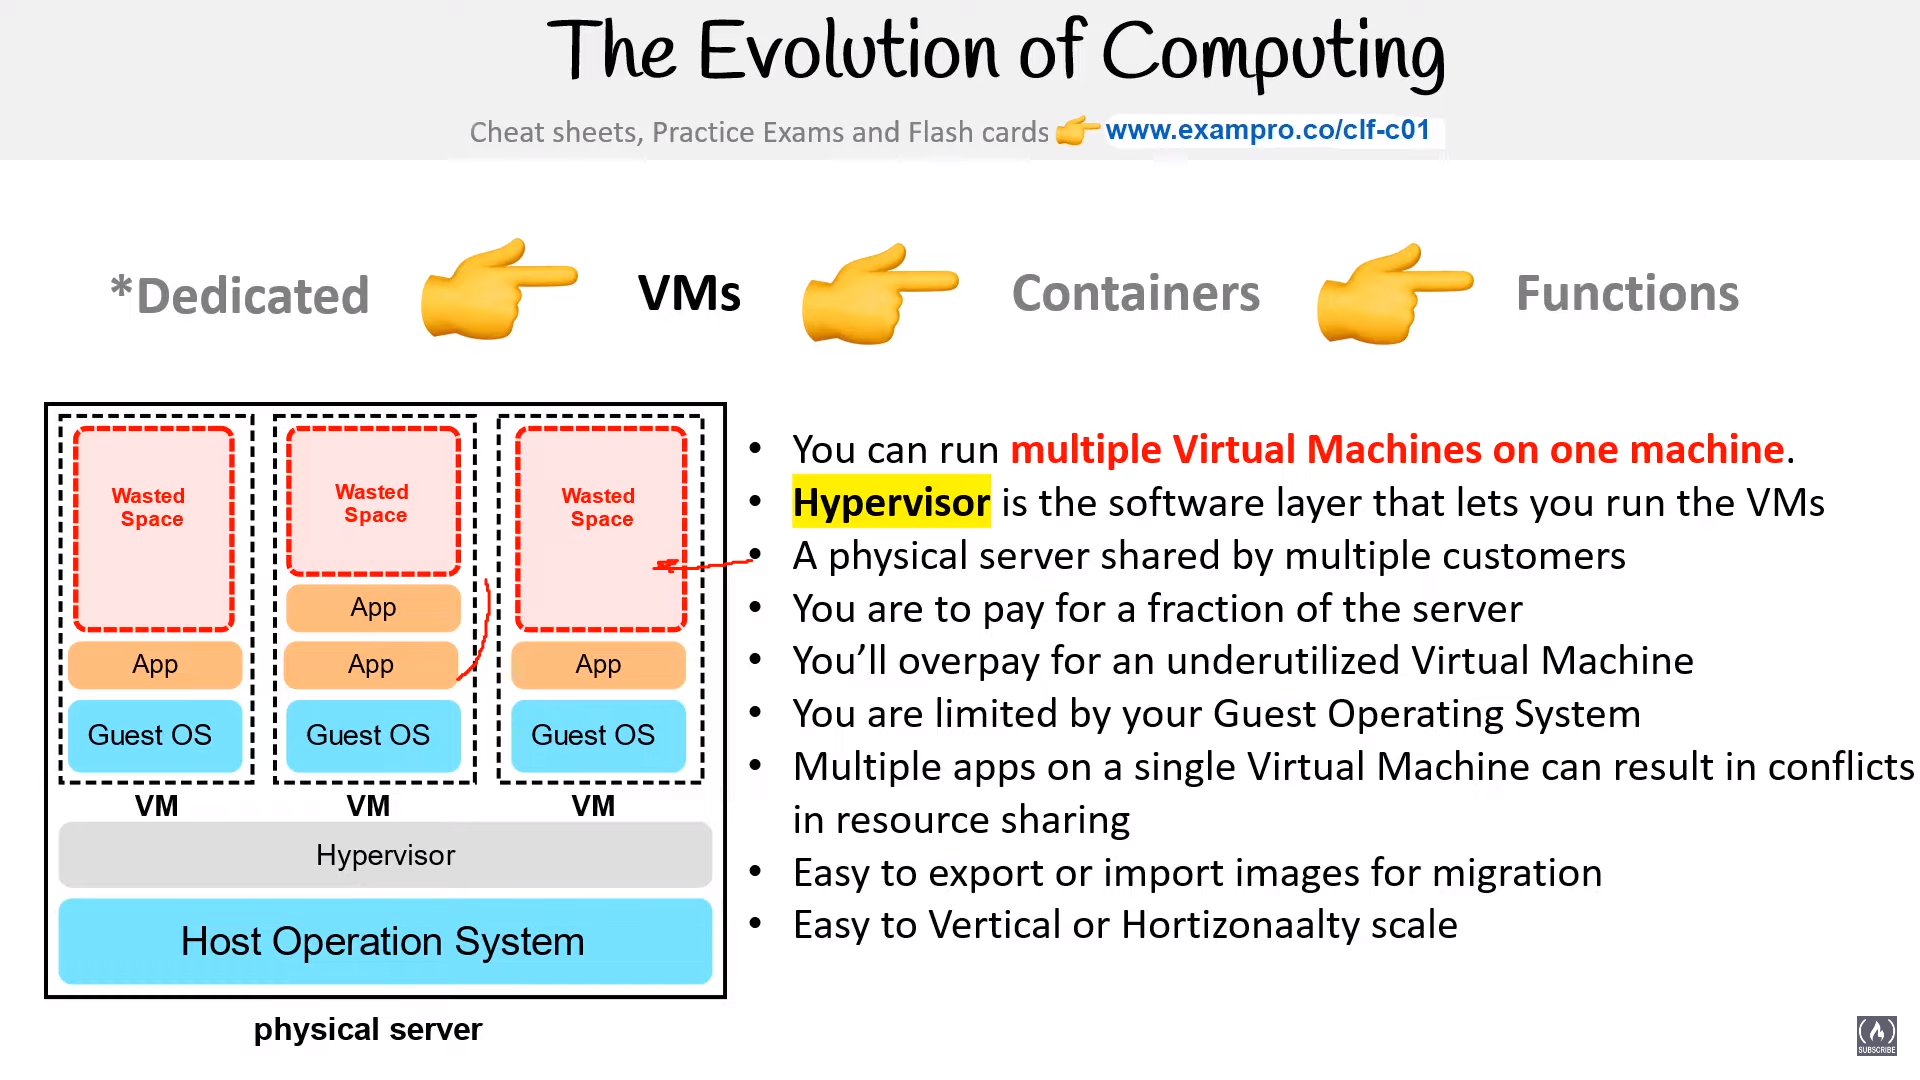 The Evolution of Computing
Cheat sheets, Practice Exams and Flash cards www.exampro.co/clf-c01
*Dedicated VMs Containers Functions
Wasted
Space
Wasted
Space
Wasted
Space
App
App
App
App
Guest OS
Guest OS
Guest OS
VM
VM
VM
Hypervisor
Host Operation System
physical server
• You can run multiple Virtual Machines on one machine.
• Hypervisor is the software layer that lets you run the VMs
• A physical server shared by multiple customers
• You are to pay for a fraction of the server
• You’ll overpay for an underutilized Virtual Machine
• You are limited by your Guest Operating System
• Multiple apps on a single Virtual Machine can result in conflicts
in resource sharing
• Easy to export or import images for migration
• Easy to Vertical or Hortizonaalty scale
SUBSCRIBE